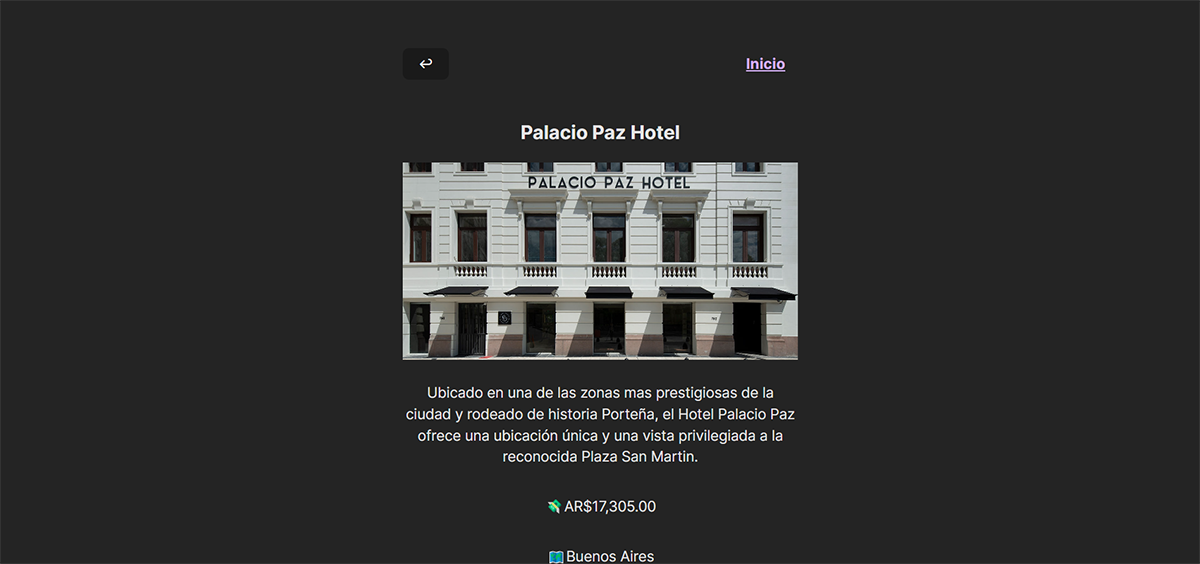 Inicio
Palacio Paz Hotel
PALACIO PAZ HOTEL
Ubicado en una de las zonas mas prestigiosas de la
ciudad y rodeado de historia Porteña, el Hotel Palacio Paz
ofrece una ubicación única y una vista privilegiada a la
reconocida Plaza San Martin.
AR$17,305.00
Buenos Aires